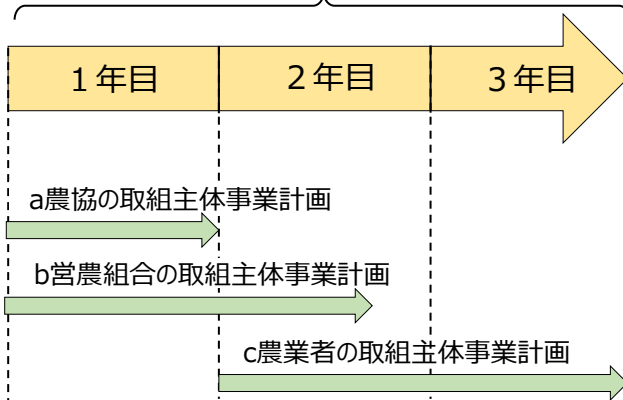 １年目
２年目
３年目
a農協の取組主体事業計画
b営農組合の取組主体事業計画
c農業者の取組主体事業計画